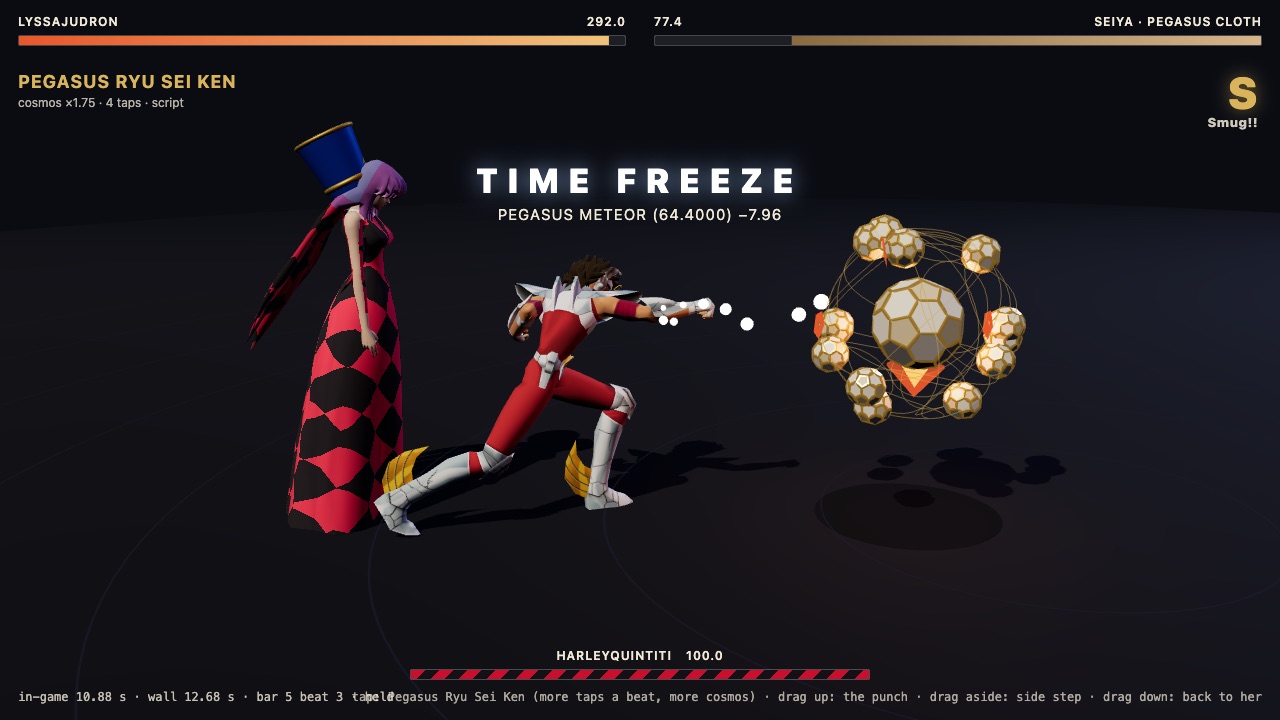 LYSSAJUDRON 292.0
77.4 SEIYA · PEGASUS CLOTH
PEGASUS RYU SEI KEN
cosmos ×1.75 · 4 taps · script
S
Smug!!
TIME FREEZE
PEGASUS METEOR (64.4000) −7.96
HARLEYQUINTITI 100.0
in-game 10.88 s · wall 12.68 s · bar 5 beat 3 ·
Pegasus Ryu Sei Ken (more taps a beat, more cosmos) · drag up: the punch · drag aside: side step · drag down: back to her